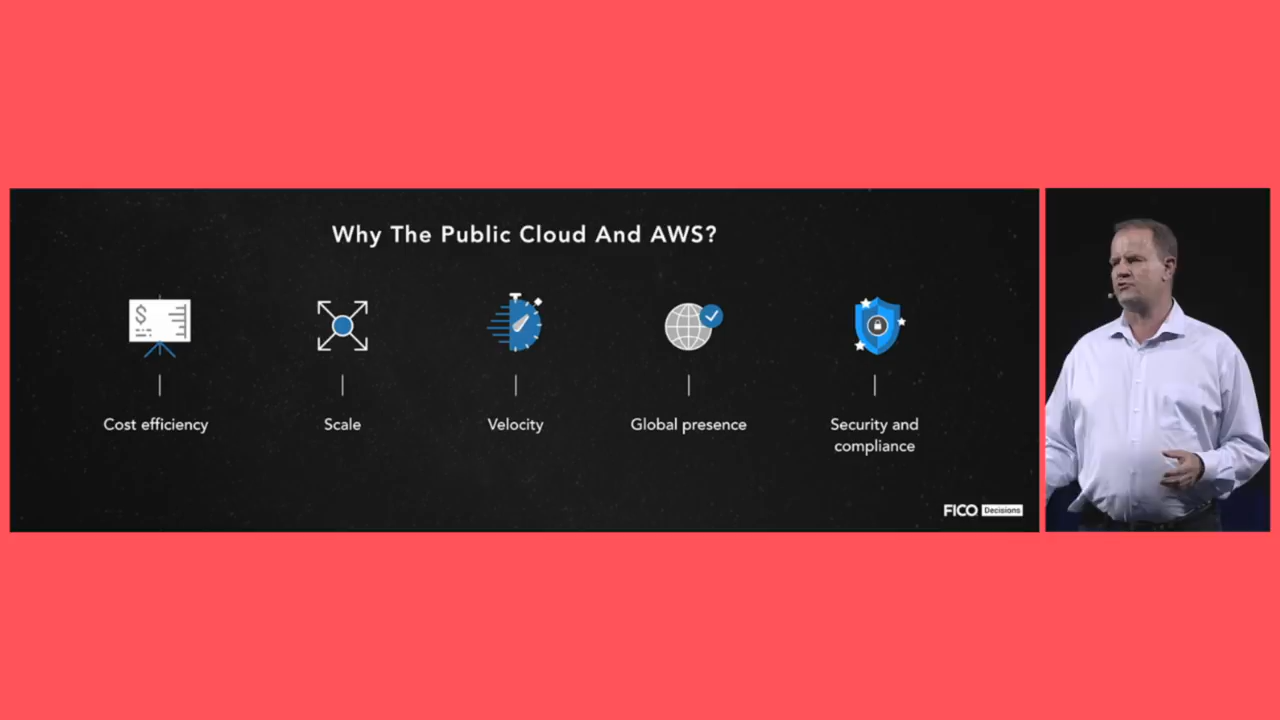 Why The Public Cloud And AWS?
$
Cost efficiency
Scale
Velocity
Global presence
Security and
compliance
FICO Decisions